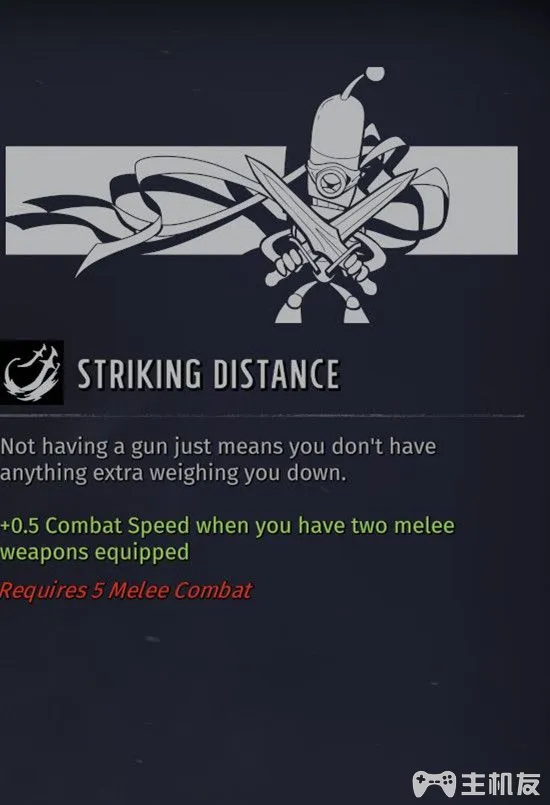 STRIKING DISTANCE
Not having a gun just means you don't have
anything extra weighing you down.
+0.5 Combat Speed when you have two melee
weapons equipped
Requires 5 Melee Combat
主机友